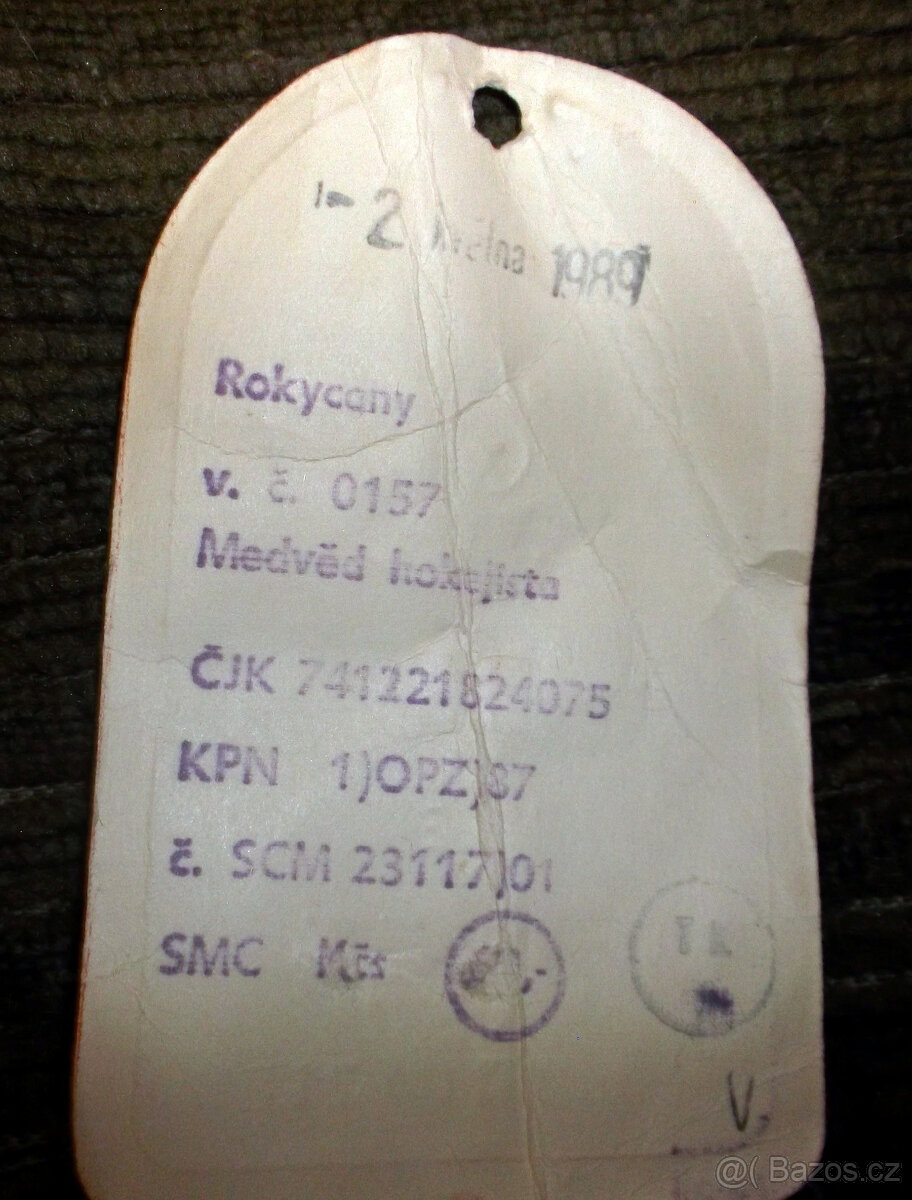 - 2 května 1989
Rokycany
v. č. 0157
Medvěd hokejista
ČJK 741221824075
KPN 1)OPZ)87
č. SCM 23117)01
SMC Kčs
T K
V
@( Bazos.cz